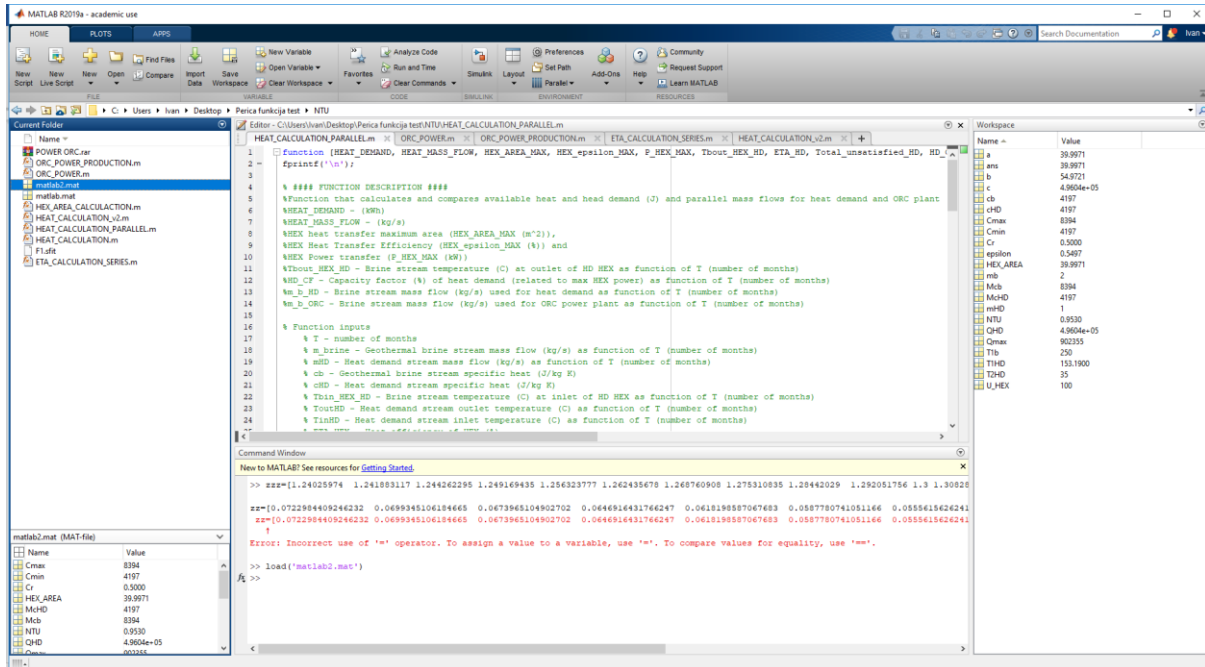 MATLAB R2019a - academic use
HOME PLOTS APPS
Search Documentation
Ivan
New Script
New Live Script
New
Open
Find Files
Compare
Import Data
Save Workspace
New Variable
Open Variable
Clear Workspace
Favorites
Analyze Code
Run and Time
Clear Commands
Simulink
Layout
Preferences
Set Path
Parallel
Add-Ons
Help
Community
Request Support
Learn MATLAB
FILE VARIABLE CODE SIMULINK ENVIRONMENT RESOURCES
C: Users Ivan Desktop Perica funkcija test NTU
Current Folder
Name
POWER ORC.rar
ORC_POWER_PRODUCTION.m
ORC_POWER.m
matlab2.mat
matlab.mat
HEX_AREA_CALCULACTION.m
HEAT_CALCULATION_v2.m
HEAT_CALCULATION_PARALLEL.m
HEAT_CALCULATION.m
F1.sfit
ETA_CALCULATION_SERIES.m
matlab2.mat (MAT-file)
Name Value
Cmax 8394
Cmin 4197
Cr 0.5000
HEX_AREA 39.9971
McHD 4197
Mcb 8394
NTU 0.9530
QHD 4.9604e+05
Qmax 902355
Editor - C:\Users\Ivan\Desktop\Perica funkcija test\NTU\HEAT_CALCULATION_PARALLEL.m
HEAT_CALCULATION_PARALLEL.m ORC_POWER.m ORC_POWER_PRODUCTION.m ETA_CALCULATION_SERIES.m HEAT_CALCULATION_v2.m +
1 function [HEAT_DEMAND, HEAT_MASS_FLOW, HEX_AREA_MAX, HEX_epsilon_MAX, P_HEX_MAX, Tbout_HEX_HD, ETA_HD, Total_unsatisfied_HD, HD_
2 - fprintf('\n');
3
4 % #### FUNCTION DESCRIPTION ####
5 %Function that calculates and compares available heat and head demand (J) and parallel mass flows for heat demand and ORC plant
6 %HEAT_DEMAND - (kWh)
7 %HEAT_MASS_FLOW - (kg/s)
8 %HEX heat transfer maximum area (HEX_AREA_MAX (m^2)),
9 %HEX Heat Transfer Efficiency (HEX_epsilon_MAX (%)) and
10 %HEX Power transfer (P_HEX_MAX (kW))
11 %Tbout_HEX_HD - Brine stream temperature (C) at outlet of HD HEX as function of T (number of months)
12 %HD_CF - Capacity factor (%) of heat demand (related to max HEX power) as function of T (number of months)
13 %m_b_HD - Brine stream mass flow (kg/s) used for heat demand as function of T (number of months)
14 %m_b_ORC - Brine stream mass flow (kg/s) used for ORC power plant as function of T (number of months)
15
16 % Function inputs
17 % T - number of months
18 % m_brine - Geothermal brine stream mass flow (kg/s) as function of T (number of months)
19 % mHD - Heat demand stream mass flow (kg/s) as function of T (number of months)
20 % cb - Geothermal brine stream specific heat (J/kg K)
21 % cHD - Heat demand stream specific heat (J/kg K)
22 % Tbin_HEX_HD - Brine stream temperature (C) at inlet of HD HEX as function of T (number of months)
23 % ToutHD - Heat demand stream outlet temperature (C) as function of T (number of months)
24 % TinHD - Heat demand stream inlet temperature (C) as function of T (number of months)
Command Window
New to MATLAB? See resources for Getting Started.
>> zzz=[1.24025974 1.241883117 1.244262295 1.249169435 1.256323777 1.262435678 1.268760908 1.275310835 1.28442029 1.292051756 1.3 1.30828
zz=[0.0722984409246232 0.0699345106184665 0.0673965104902702 0.0646916431766247 0.0618198587067683 0.0587780741051166 0.0555615626241
zz=[0.0722984409246232 0.0699345106184665 0.0673965104902702 0.0646916431766247 0.0618198587067683 0.0587780741051166 0.0555615626241
↑
Error: Incorrect use of '=' operator. To assign a value to a variable, use '='. To compare values for equality, use '=='.
>> load('matlab2.mat')
fx >>
Workspace
Name Value
a 39.9971
ans 39.9971
b 54.9721
c 4.9604e+05
cb 4197
cHD 4197
Cmax 8394
Cmin 4197
Cr 0.5000
epsilon 0.5497
HEX_AREA 39.9971
mb 2
Mcb 8394
McHD 4197
mHD 1
NTU 0.9530
QHD 4.9604e+05
Qmax 902355
T1b 250
T1HD 153.1900
T2HD 35
U_HEX 100